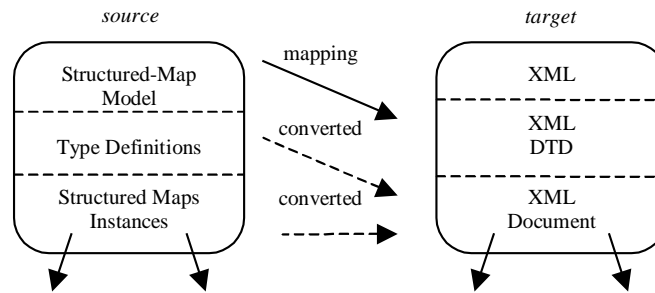 source
target
mapping
Structured-Map
Model
XML
converted
Type Definitions
XML
DTD
Structured Maps
Instances
converted
XML
Document